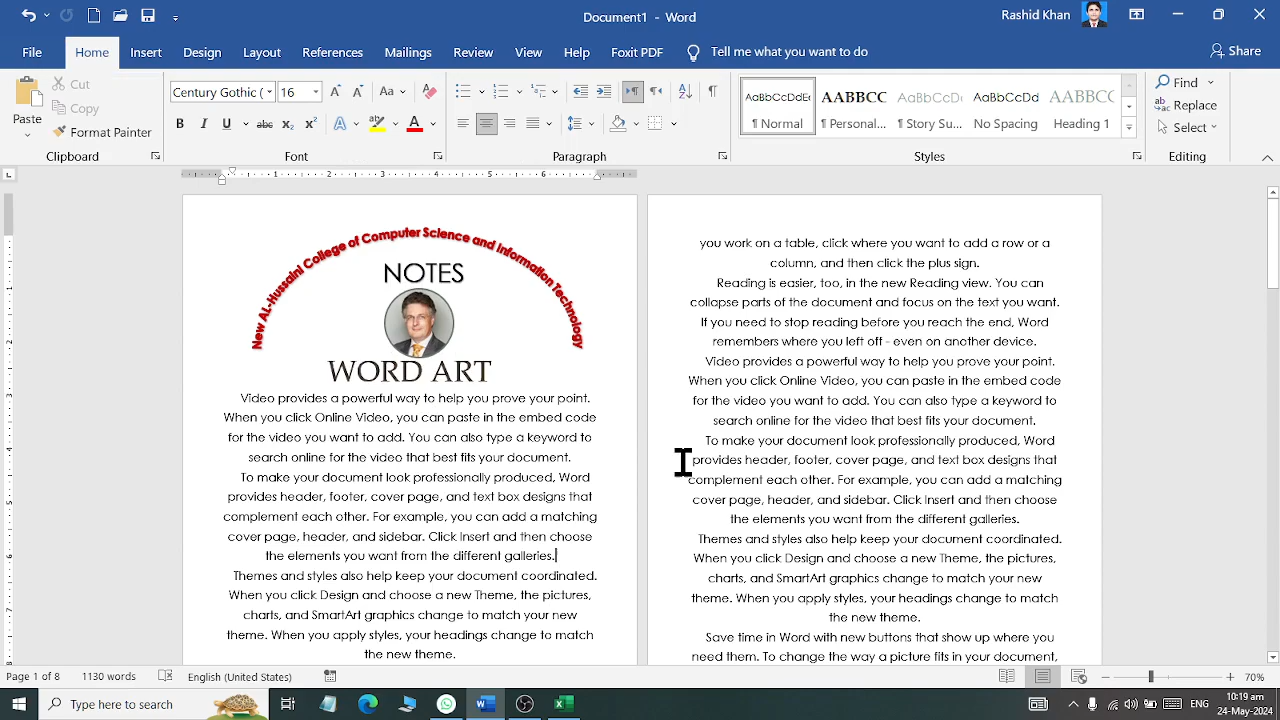 Document1 - Word
Rashid Khan
File Home Insert Design Layout References Mailings Review View Help Foxit PDF Tell me what you want to do Share
Cut
Copy
Format Painter
Paste
Clipboard
Century Gothic ( 16
Aa
B I U abc x₂ x² A A
Font
Paragraph
AaBbCcDdEe AABBCC AaBbCcDd AaBbCcDd AABBCC
¶ Normal ¶ Personal... ¶ Story Su... No Spacing Heading 1
Styles
Find
Replace
Select
Editing
1 2 3 4 5 6
New AL-Hussaini College of Computer Science and Information Technology
NOTES
WORD ART
Video provides a powerful way to help you prove your point.
When you click Online Video, you can paste in the embed code
for the video you want to add. You can also type a keyword to
search online for the video that best fits your document.
To make your document look professionally produced, Word
provides header, footer, cover page, and text box designs that
complement each other. For example, you can add a matching
cover page, header, and sidebar. Click Insert and then choose
the elements you want from the different galleries.
Themes and styles also help keep your document coordinated.
When you click Design and choose a new Theme, the pictures,
charts, and SmartArt graphics change to match your new
theme. When you apply styles, your headings change to match
the new theme.
you work on a table, click where you want to add a row or a
column, and then click the plus sign.
Reading is easier, too, in the new Reading view. You can
collapse parts of the document and focus on the text you want.
If you need to stop reading before you reach the end, Word
remembers where you left off - even on another device.
Video provides a powerful way to help you prove your point.
When you click Online Video, you can paste in the embed code
for the video you want to add. You can also type a keyword to
search online for the video that best fits your document.
To make your document look professionally produced, Word
provides header, footer, cover page, and text box designs that
complement each other. For example, you can add a matching
cover page, header, and sidebar. Click Insert and then choose
the elements you want from the different galleries.
Themes and styles also help keep your document coordinated.
When you click Design and choose a new Theme, the pictures,
charts, and SmartArt graphics change to match your new
theme. When you apply styles, your headings change to match
the new theme.
Save time in Word with new buttons that show up where you
need them. To change the way a picture fits in your document,
Page 1 of 8 1130 words English (United States) 70%
Type here to search
10:19 am
24-May-2024